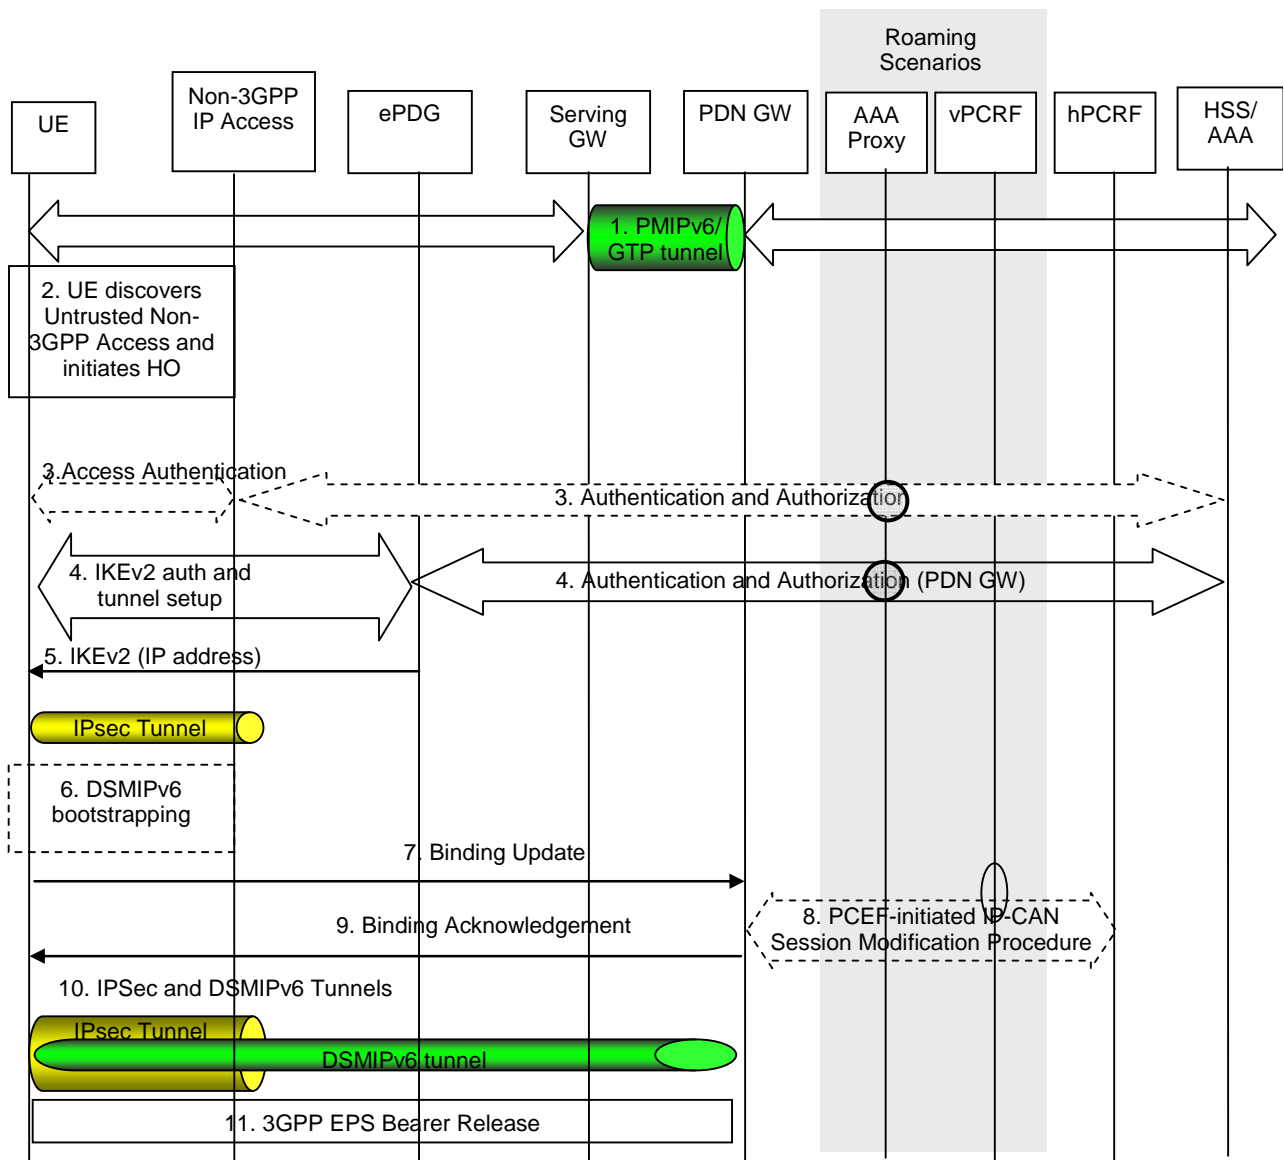 Roaming
Scenarios
UE
Non-3GPP
IP Access
ePDG
Serving
GW
PDN GW
AAA
Proxy
vPCRF
hPCRF
HSS/
AAA
1. PMIPv6/
GTP tunnel
2. UE discovers
Untrusted Non-
3GPP Access and
initiates HO
3.Access Authentication
3. Authentication and Authorization
4. IKEv2 auth and
tunnel setup
4. Authentication and Authorization (PDN GW)
5. IKEv2 (IP address)
IPsec Tunnel
6. DSMIPv6
bootstrapping
7. Binding Update
8. PCEF-initiated IP-CAN
Session Modification Procedure
9. Binding Acknowledgement
10. IPSec and DSMIPv6 Tunnels
IPsec Tunnel
DSMIPv6 tunnel
11. 3GPP EPS Bearer Release